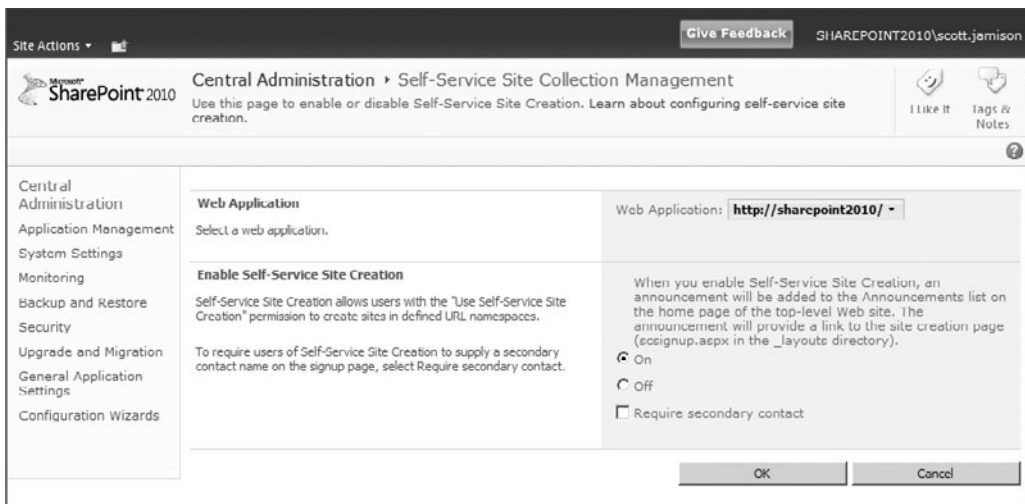 Site Actions
Give Feedback
SHAREPOINT2010\scott.jamison
Microsoft
SharePoint 2010
Central Administration ▸ Self-Service Site Collection Management
Use this page to enable or disable Self-Service Site Creation. Learn about configuring self-service site
creation.
I Like It
Tags &
Notes
Central
Administration
Application Management
System Settings
Monitoring
Backup and Restore
Security
Upgrade and Migration
General Application
Settings
Configuration Wizards
Web Application
Select a web application.
Web Application: http://sharepoint2010/
Enable Self-Service Site Creation
Self-Service Site Creation allows users with the "Use Self-Service Site
Creation" permission to create sites in defined URL namespaces.
To require users of Self-Service Site Creation to supply a secondary
contact name on the signup page, select Require secondary contact.
When you enable Self-Service Site Creation, an
announcement will be added to the Announcements list on
the home page of the top-level Web site. The
announcement will provide a link to the site creation page
(scsignup.aspx in the _layouts directory).
On
Off
Require secondary contact
OK
Cancel